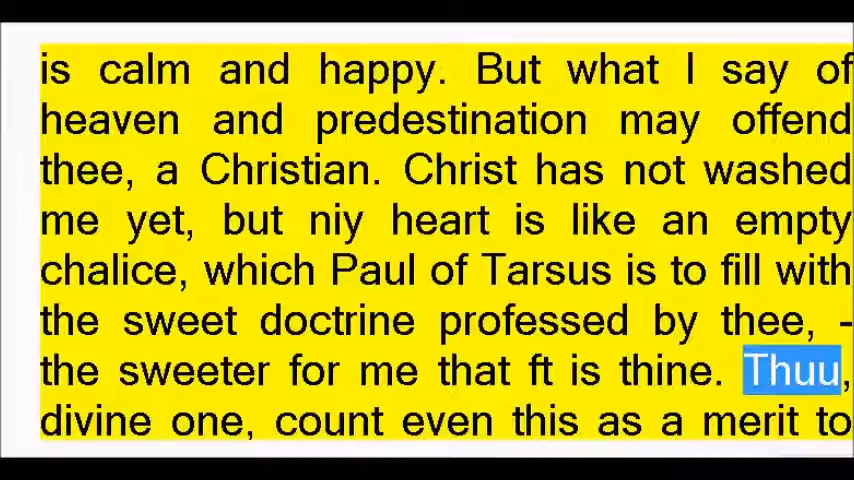 is calm and happy. But what I say of
heaven and predestination may offend
thee, a Christian. Christ has not washed
me yet, but niy heart is like an empty
chalice, which Paul of Tarsus is to fill with
the sweet doctrine professed by thee, -
the sweeter for me that ft is thine. Thuu,
divine one, count even this as a merit to